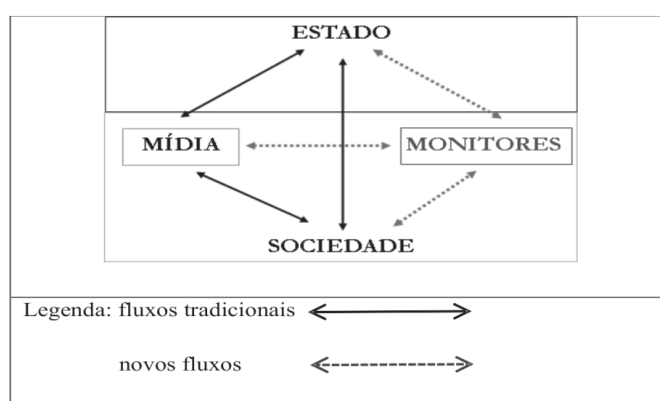 ESTADO
MÍDIA MONITORES
SOCIEDADE
Legenda: fluxos tradicionais
novos fluxos